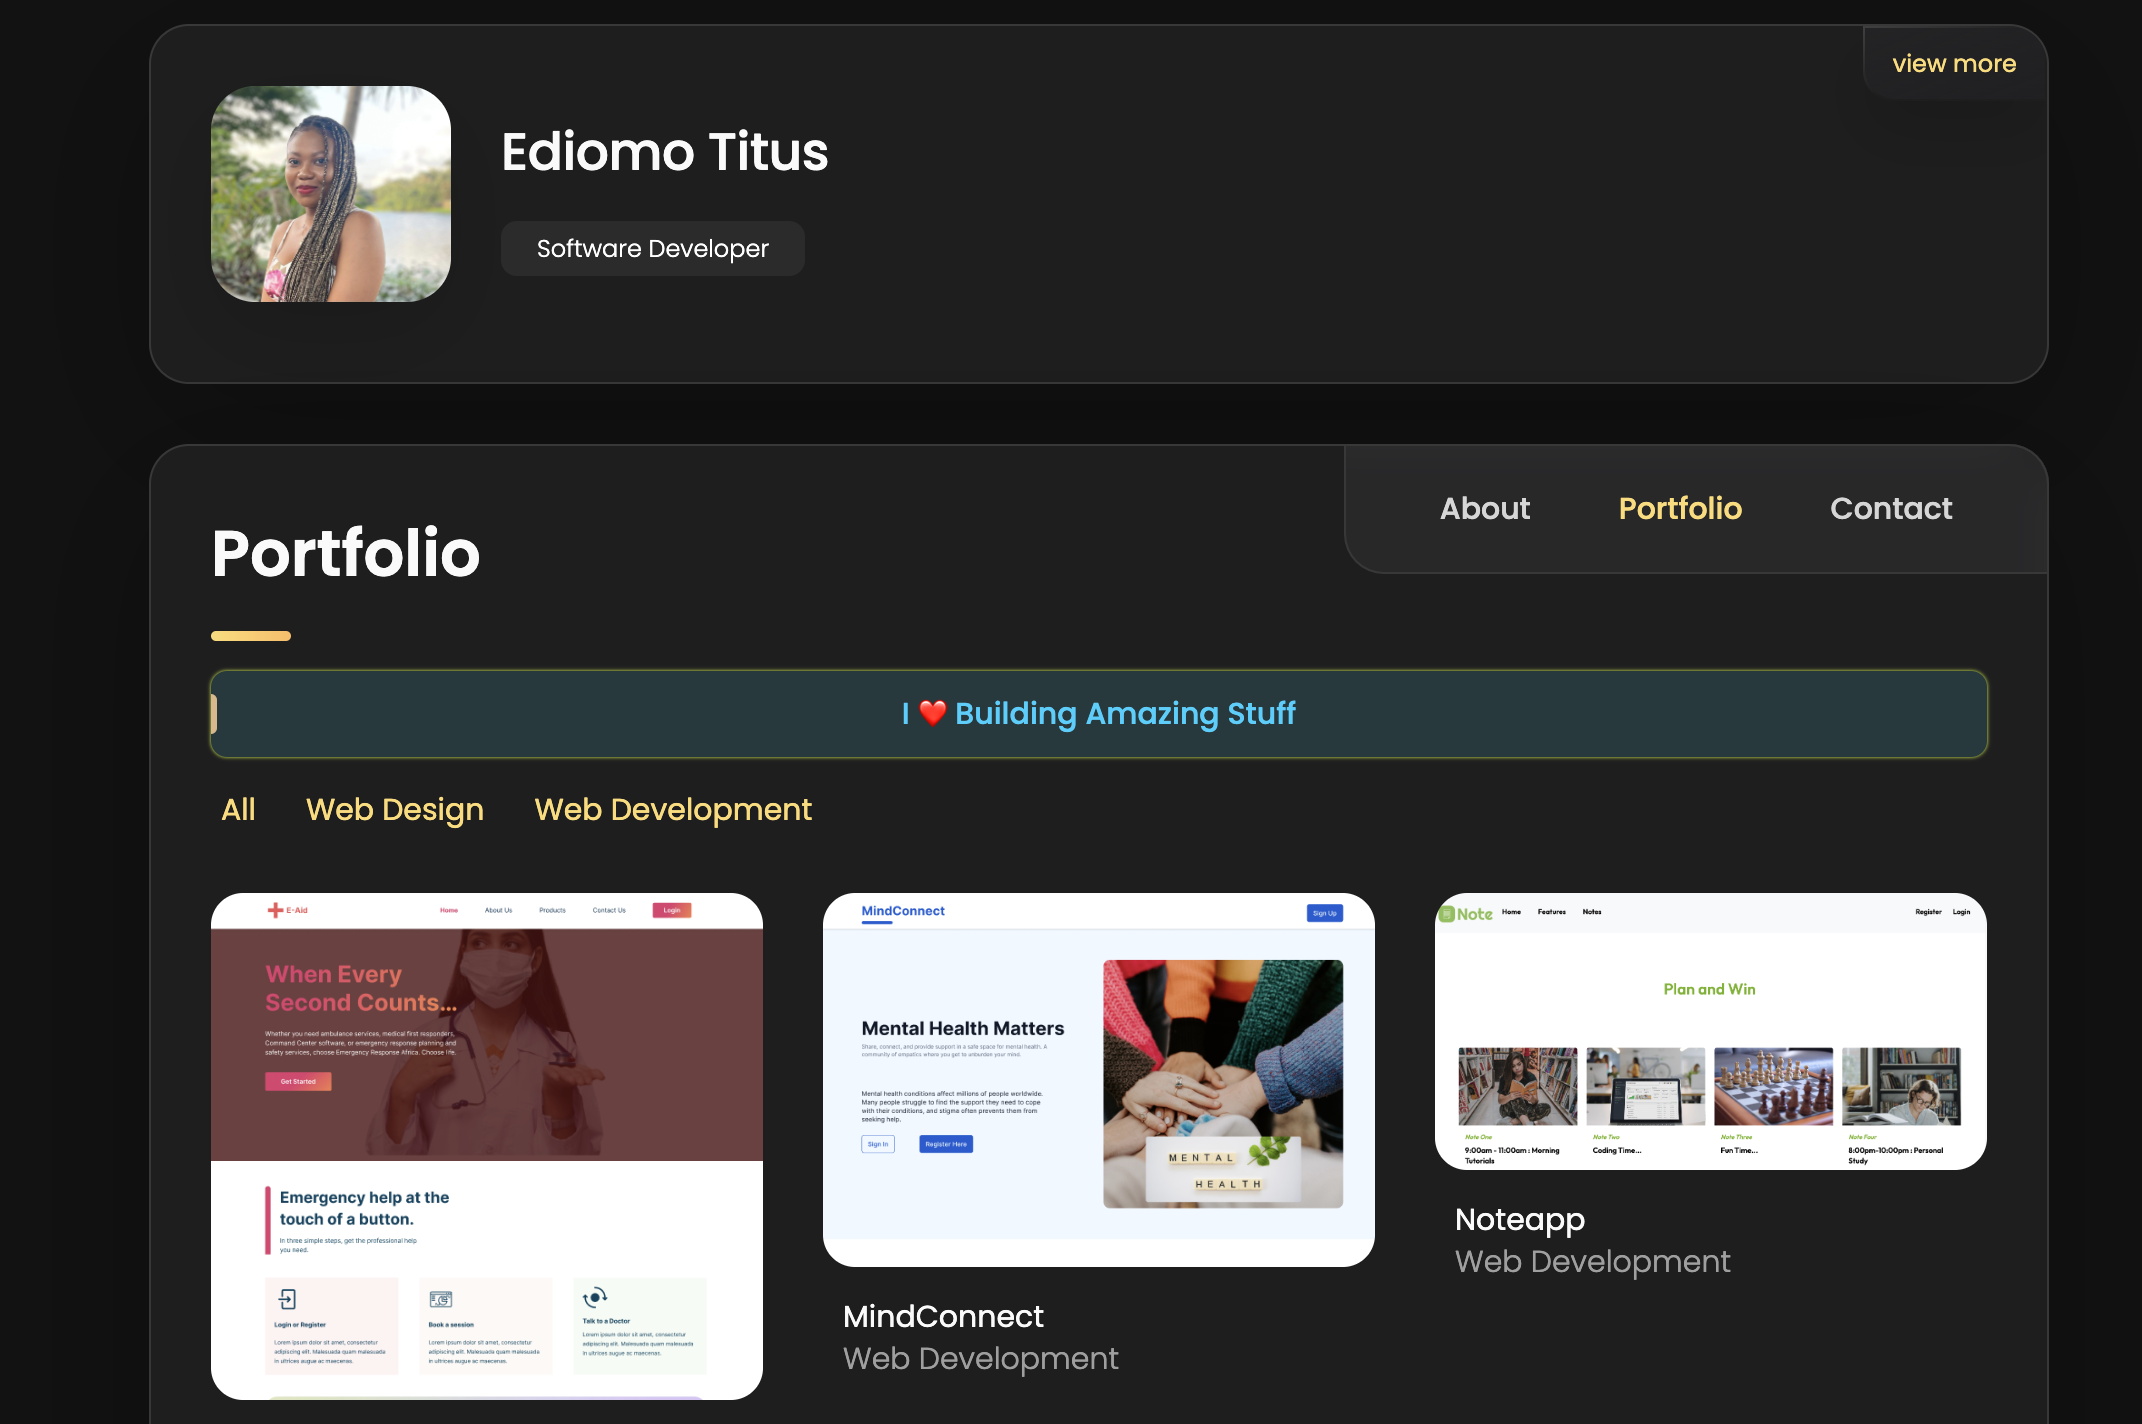 view more
Ediomo Titus
Software Developer
About Portfolio Contact
Portfolio
I ❤️ Building Amazing Stuff
All Web Design Web Development
E-Aid Home About Us Products Contact Us Login
When Every
Second Counts...
Whether you need ambulance services, medical first responders,
Command Center software, or emergency response planning and
safety services, choose Emergency Response Africa. Choose life.
Get Started
Emergency help at the
touch of a button.
In three simple steps, get the professional help
you need.
Login or Register
Lorem ipsum dolor sit amet, consectetur
adipiscing elit. Malesuada quam malesuada
in ultrices augue ac maecenas.
Book a session
Lorem ipsum dolor sit amet, consectetur
adipiscing elit. Malesuada quam malesuada
in ultrices augue ac maecenas.
Talk to a Doctor
Lorem ipsum dolor sit amet, consectetur
adipiscing elit. Malesuada quam malesuada
in ultrices augue ac maecenas.
MindConnect Sign Up
Mental Health Matters
Share, connect, and provide support in a safe space for mental health. A
community of empatics where you get to unburden your mind.
Mental health conditions affect millions of people worldwide.
Many people struggle to find the support they need to cope
with their conditions, and stigma often prevents them from
seeking help.
Sign In Register Here
MENTAL
HEALTH
MindConnect
Web Development
Note Home Features Notes Register Login
Plan and Win
Note One
9:00am - 11:00am : Morning
Tutorials
Note Two
Coding Time...
Note Three
Fun Time...
Note Four
8:00pm-10:00pm : Personal
Study
Noteapp
Web Development